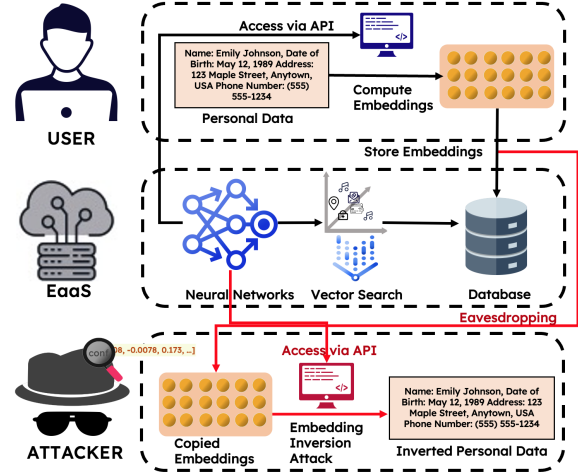 Access via API
Name: Emily Johnson, Date of
Birth: May 12, 1989 Address:
123 Maple Street, Anytown,
USA Phone Number: (555)
555-1234
Personal Data
Compute
Embeddings
USER
Store Embeddings
EaaS
Neural Networks
Vector Search
Database
Eavesdropping
conf 08, -0.0078, 0.173, ...]
Access via API
Name: Emily Johnson, Date of
Birth: May 12, 1989 Address: 123
Maple Street, Anytown, USA
Phone Number: (555) 555-1234
ATTACKER
Copied
Embeddings
Embedding
Inversion
Attack
Inverted Personal Data